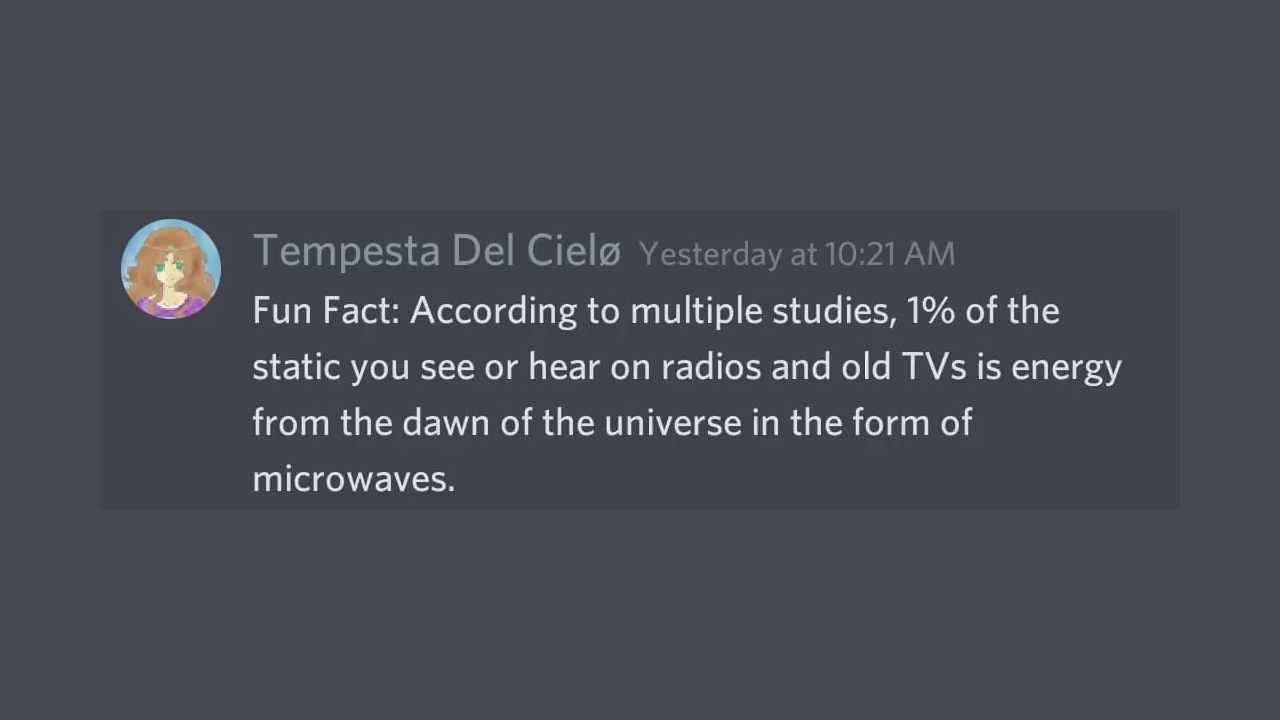 Tempesta Del Cielø Yesterday at 10:21 AM
Fun Fact: According to multiple studies, 1% of the
static you see or hear on radios and old TVs is energy
from the dawn of the universe in the form of
microwaves.